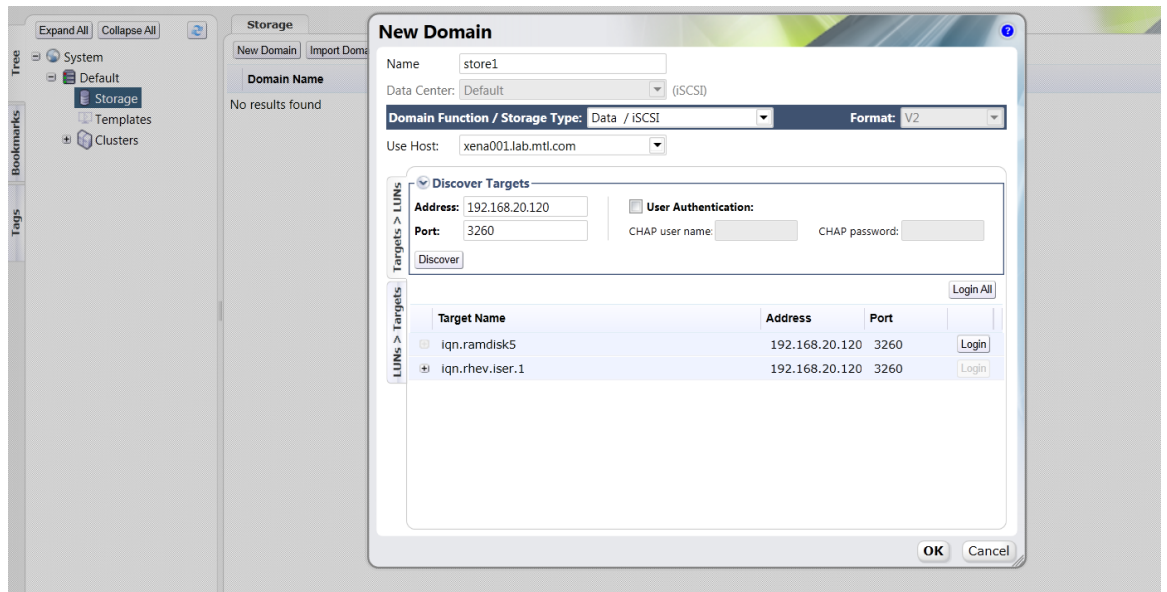 Expand All Collapse All
Tree
System
Default
Storage
Templates
Clusters
Bookmarks
Tags
Storage
New Domain Import Doma
Domain Name
No results found
New Domain
?
Name store1
Data Center: Default (iSCSI)
Domain Function / Storage Type: Data / iSCSI Format: V2
Use Host: xena001.lab.mtl.com
Targets > LUNs
LUNs > Targets
Discover Targets
Address: 192.168.20.120 User Authentication:
Port: 3260 CHAP user name: CHAP password:
Discover
Login All
Target Name Address Port
iqn.ramdisk5 192.168.20.120 3260 Login
iqn.rhev.iser.1 192.168.20.120 3260 Login
OK Cancel